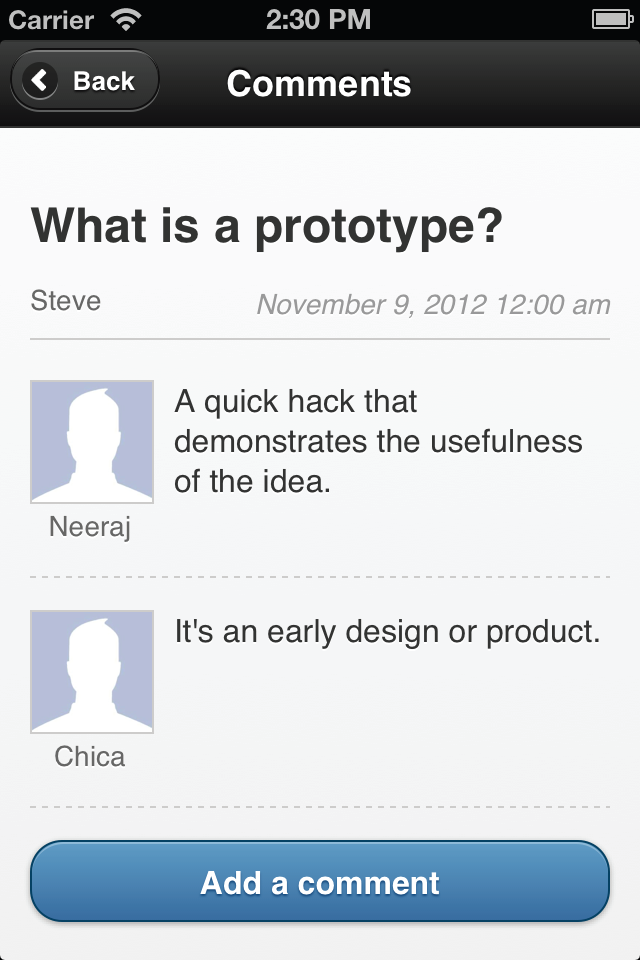 Carrier 2:30 PM
Back Comments
What is a prototype?
Steve November 9, 2012 12:00 am
A quick hack that
demonstrates the usefulness
of the idea.
Neeraj
It's an early design or product.
Chica
Add a comment